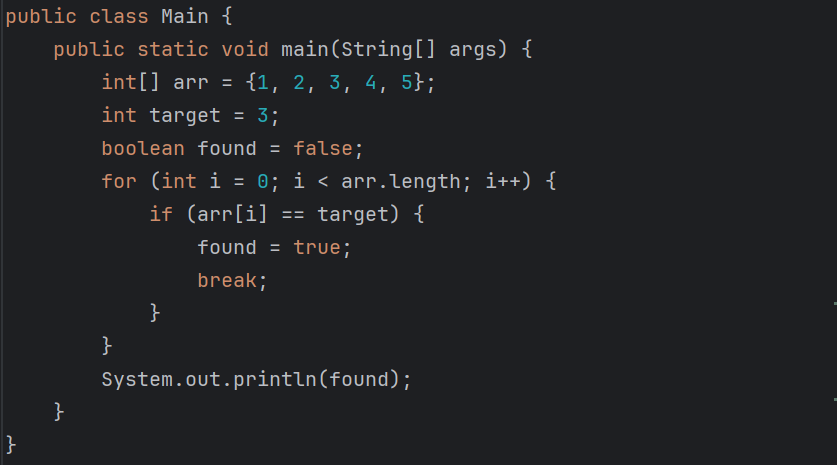 public class Main {
    public static void main(String[] args) {
        int[] arr = {1, 2, 3, 4, 5};
        int target = 3;
        boolean found = false;
        for (int i = 0; i < arr.length; i++) {
            if (arr[i] == target) {
                found = true;
                break;
            }
        }
        System.out.println(found);
    }
}